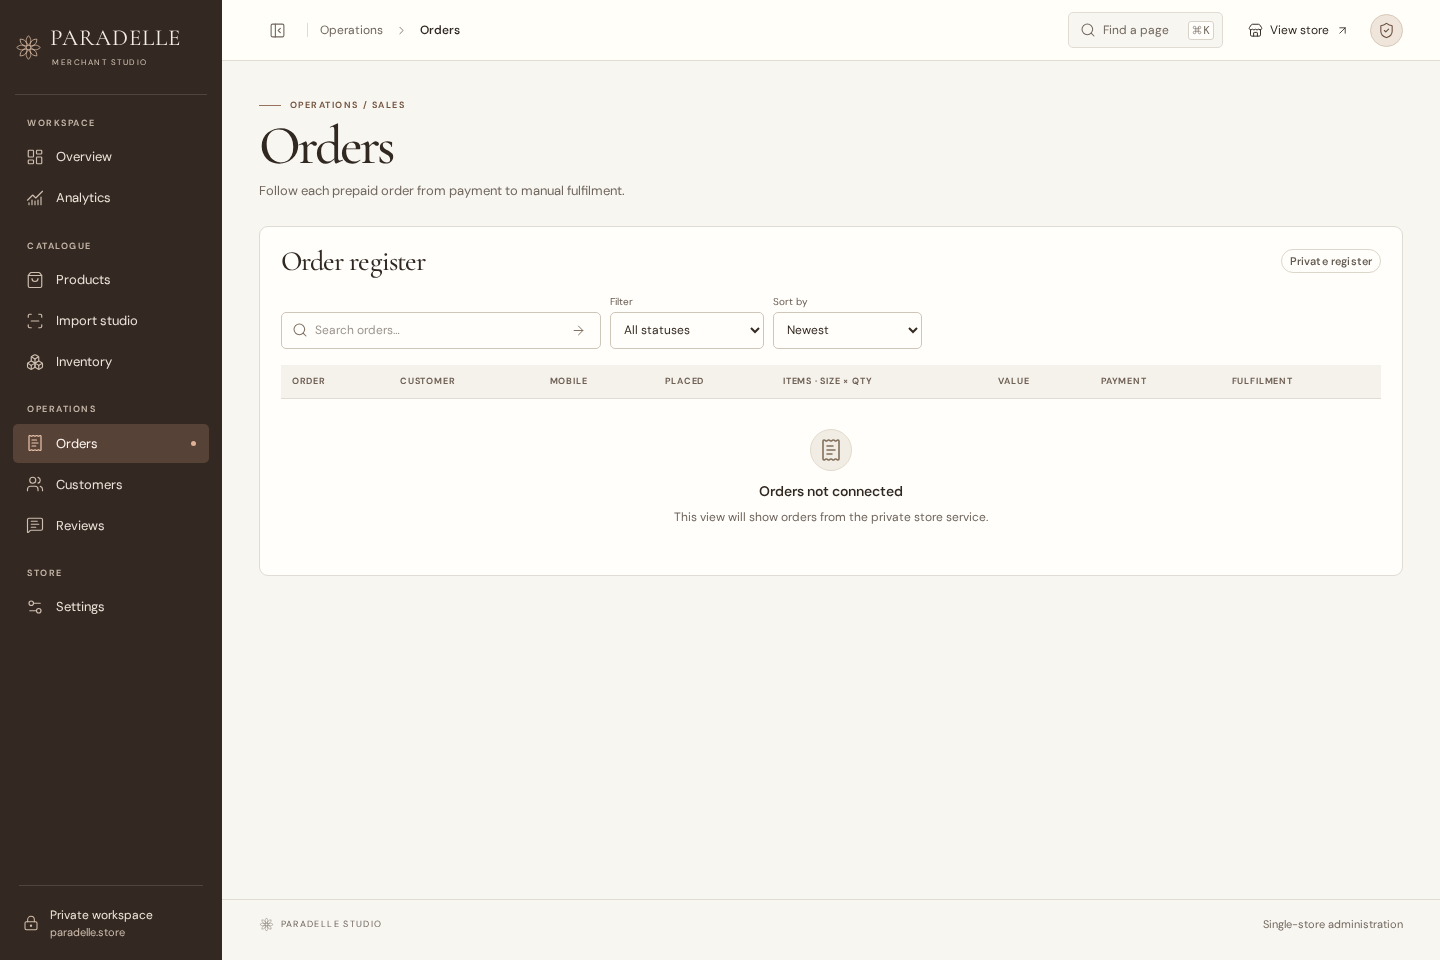 PARADELLE
MERCHANT STUDIO
WORKSPACE
Overview
Analytics
CATALOGUE
Products
Import studio
Inventory
OPERATIONS
Orders
Customers
Reviews
STORE
Settings
Private workspace
paradelle.store
Operations > Orders
Find a page ⌘K
View store
OPERATIONS / SALES
Orders
Follow each prepaid order from payment to manual fulfilment.
Order register
Private register
Filter Sort by
Search orders... All statuses Newest
ORDER CUSTOMER MOBILE PLACED ITEMS · SIZE × QTY VALUE PAYMENT FULFILMENT
Orders not connected
This view will show orders from the private store service.
PARADELLE STUDIO
Single-store administration